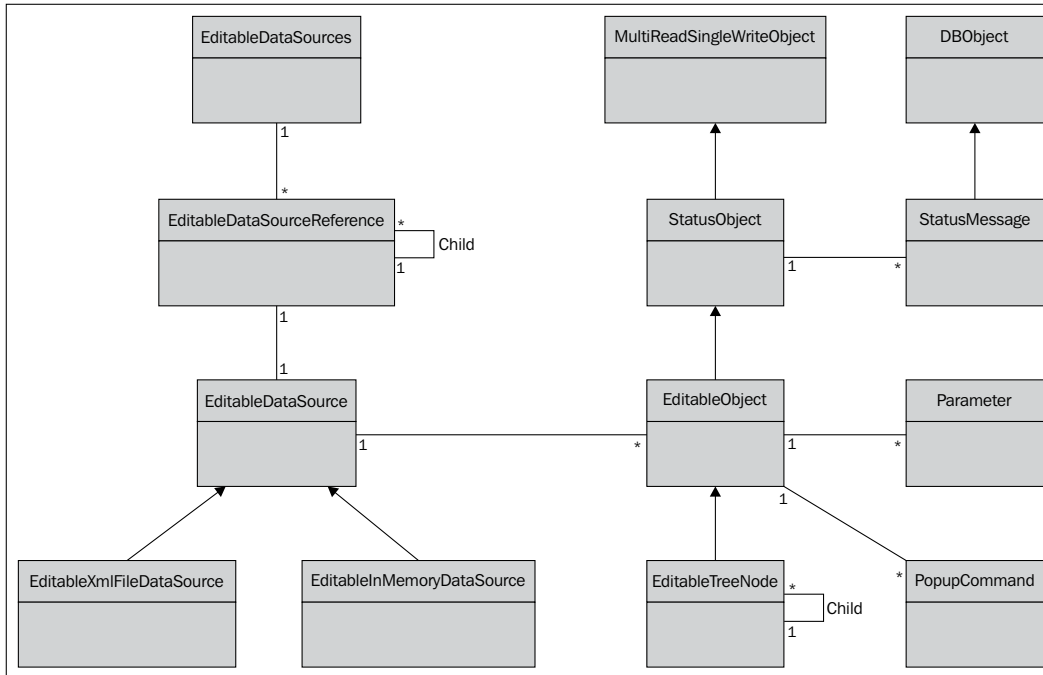 EditableDataSources
MultiReadSingleWriteObject
DBObject
1
*
EditableDataSourceReference
*
1
Child
StatusObject
StatusMessage
1
*
1
1
EditableDataSource
EditableObject
Parameter
1
*
1
*
1
*
EditableXmlFileDataSource
EditableInMemoryDataSource
EditableTreeNode
*
1
Child
PopupCommand